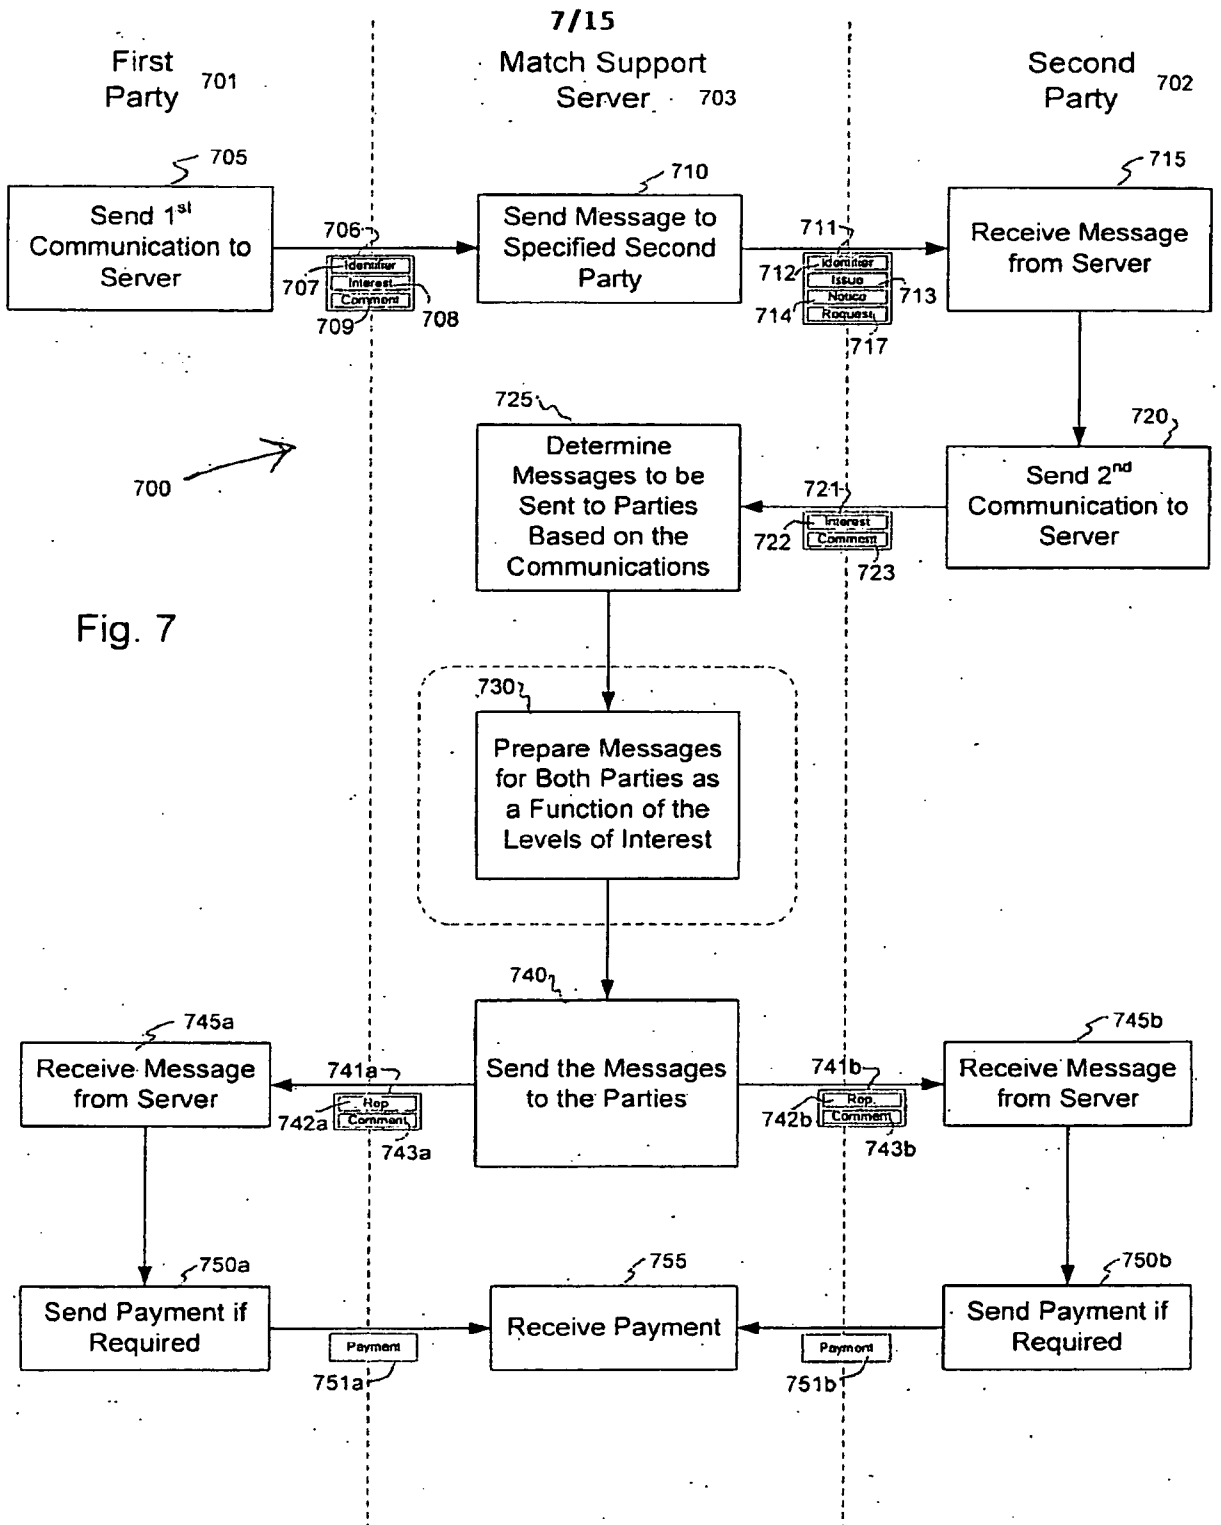 7/15
First
Party 701
Match Support
Server 703
Second
Party 702
705
710
715
Send 1st
Communication to
Server
706
Identifier
707
Interest
708
Comment
709
Send Message to
Specified Second
Party
711
Identifier
712
Issue
713
Notice
714
Request
717
Receive Message
from Server
725
720
Determine
Messages to be
Sent to Parties
Based on the
Communications
721
Interest
722
Comment
723
Send 2nd
Communication to
Server
700
Fig. 7
730
Prepare Messages
for Both Parties as
a Function of the
Levels of Interest
740
745a
745b
Receive Message
from Server
741a
Rep.
742a
Comment
743a
Send the Messages
to the Parties
741b
Rep.
742b
Comment
743b
Receive Message
from Server
750a
755
750b
Send Payment if
Required
Payment
751a
Receive Payment
Payment
751b
Send Payment if
Required